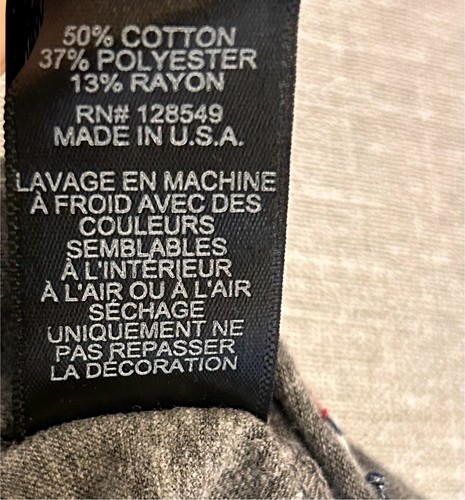 50% COTTON
37% POLYESTER
13% RAYON
RN# 128549
MADE IN U.S.A.
LAVAGE EN MACHINE
À FROID AVEC DES
COULEURS
SEMBLABLES
À L'INTÉRIEUR
À L'AIR OU À L'AIR
SÉCHAGE
UNIQUEMENT NE
PAS REPASSER
LA DÉCORATION